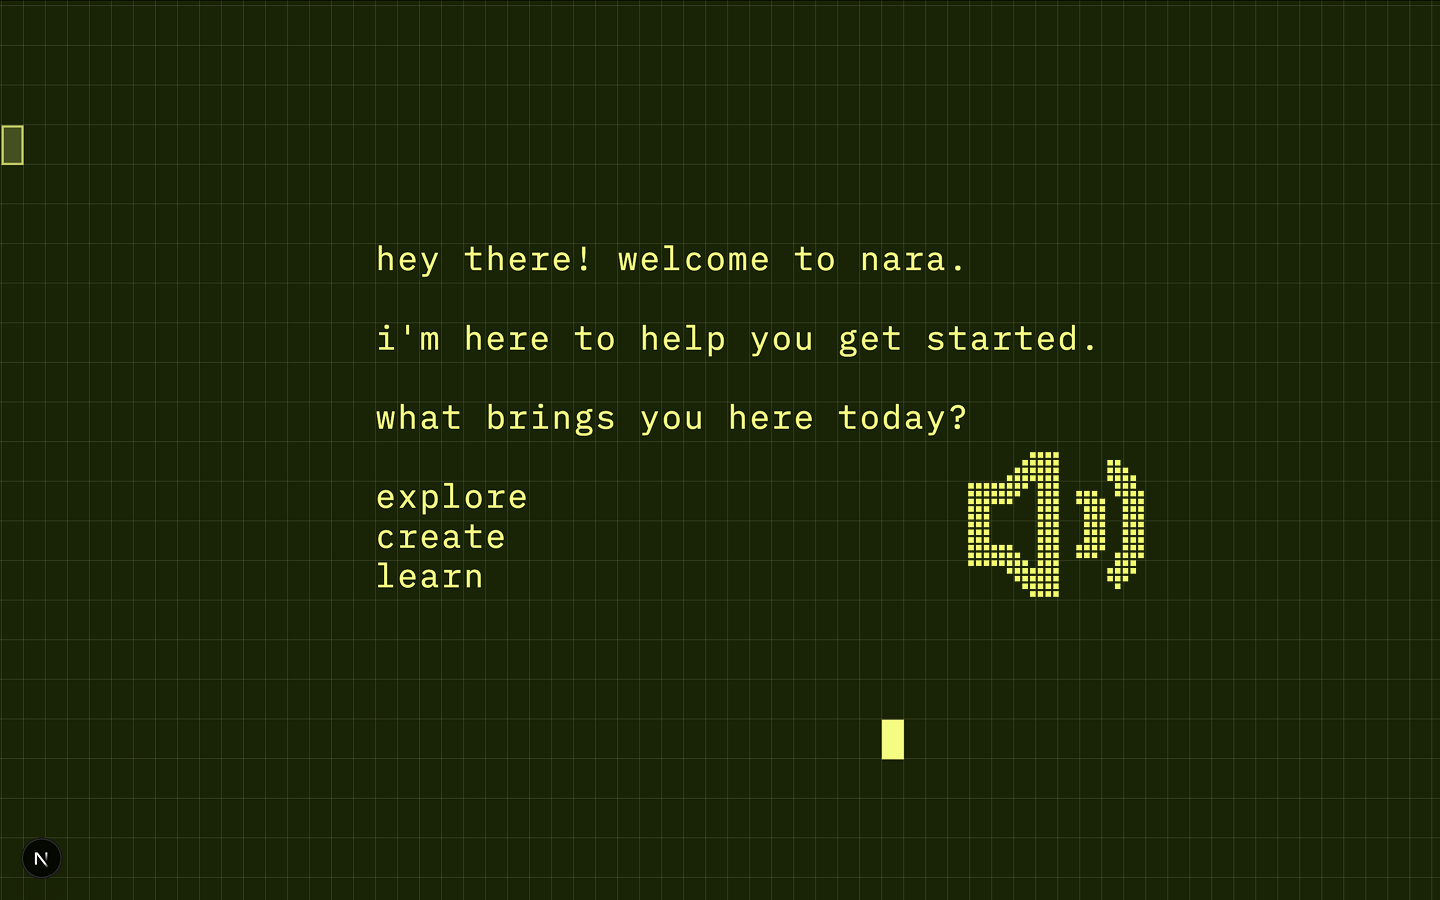 hey there! welcome to nara.
i'm here to help you get started.
what brings you here today?
explore
create
learn
N